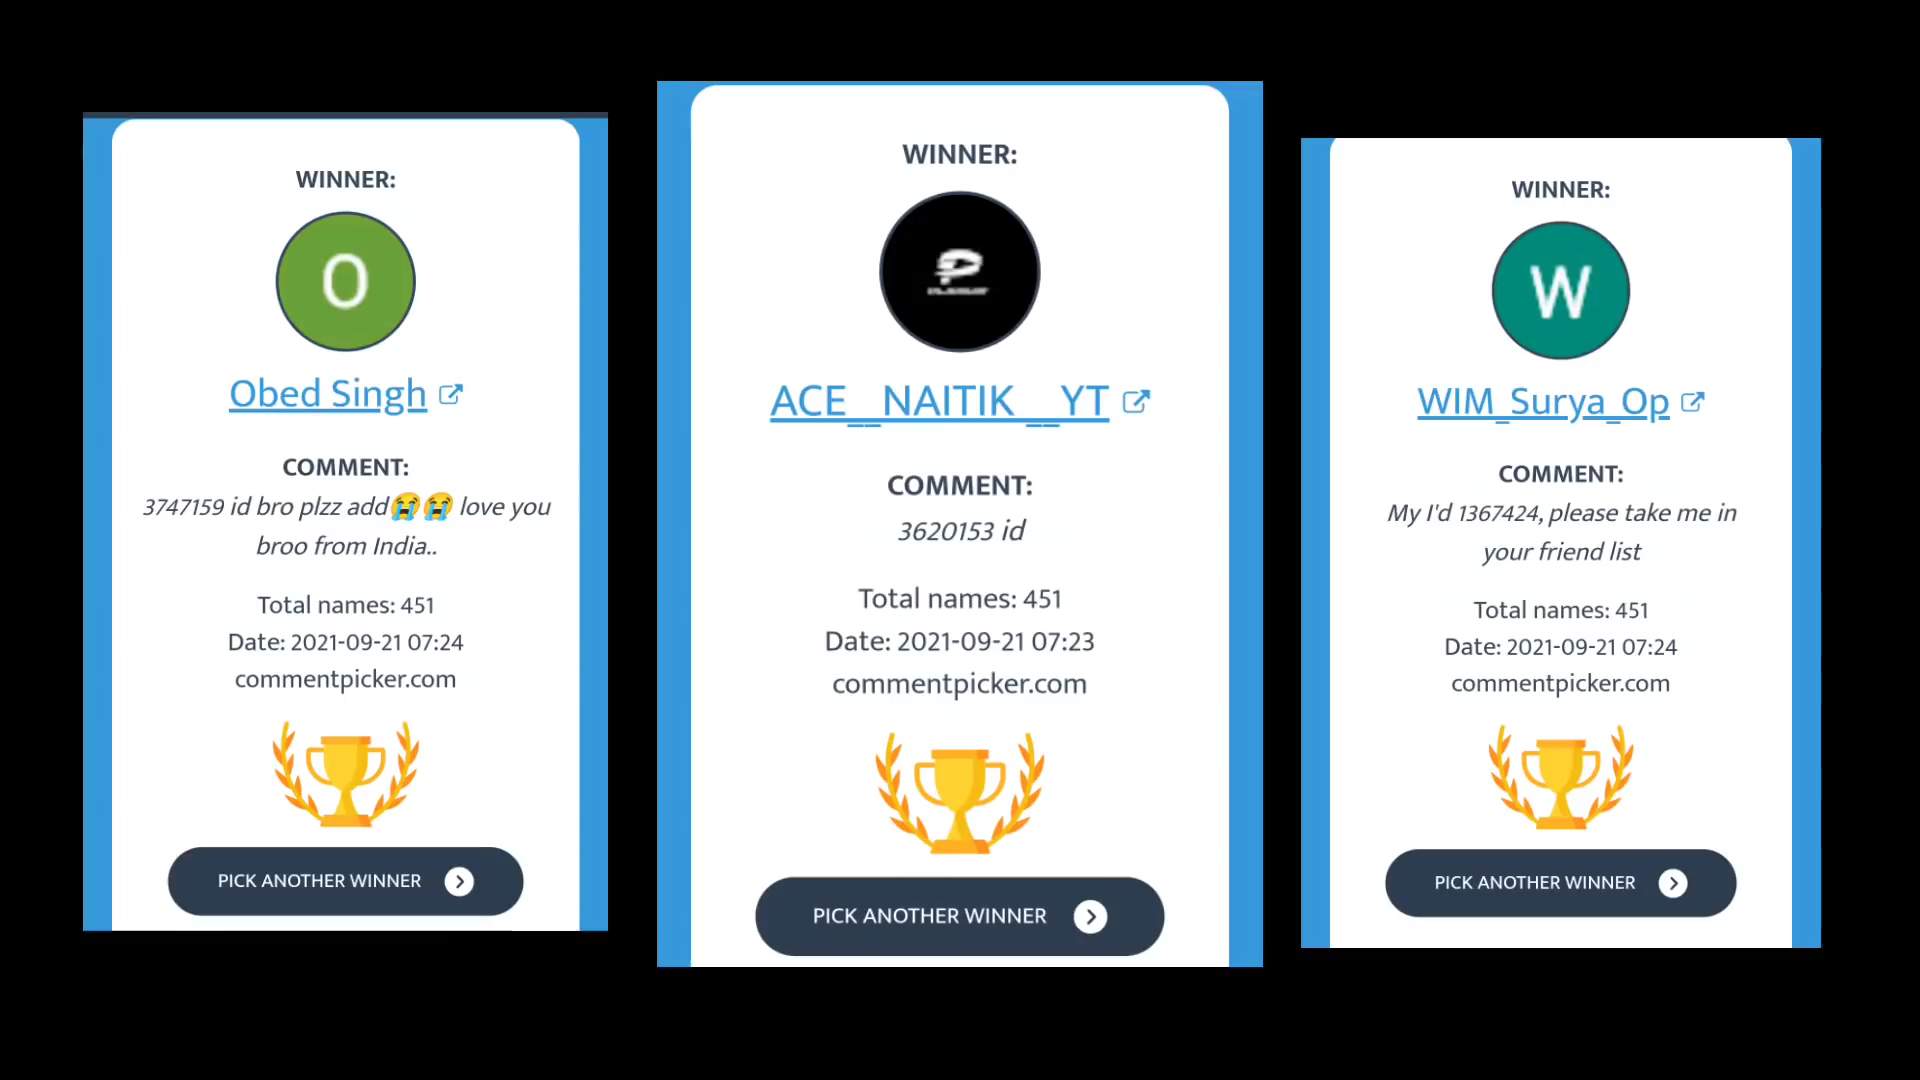 WINNER:
O
Obed Singh
COMMENT:
3747159 id bro plzz add😭😭 love you
broo from India..
Total names: 451
Date: 2021-09-21 07:24
commentpicker.com
PICK ANOTHER WINNER
WINNER:
P
ACE__NAITIK__YT
COMMENT:
3620153 id
Total names: 451
Date: 2021-09-21 07:23
commentpicker.com
PICK ANOTHER WINNER
WINNER:
W
WIM_Surya_Op
COMMENT:
My I'd 1367424, please take me in
your friend list
Total names: 451
Date: 2021-09-21 07:24
commentpicker.com
PICK ANOTHER WINNER